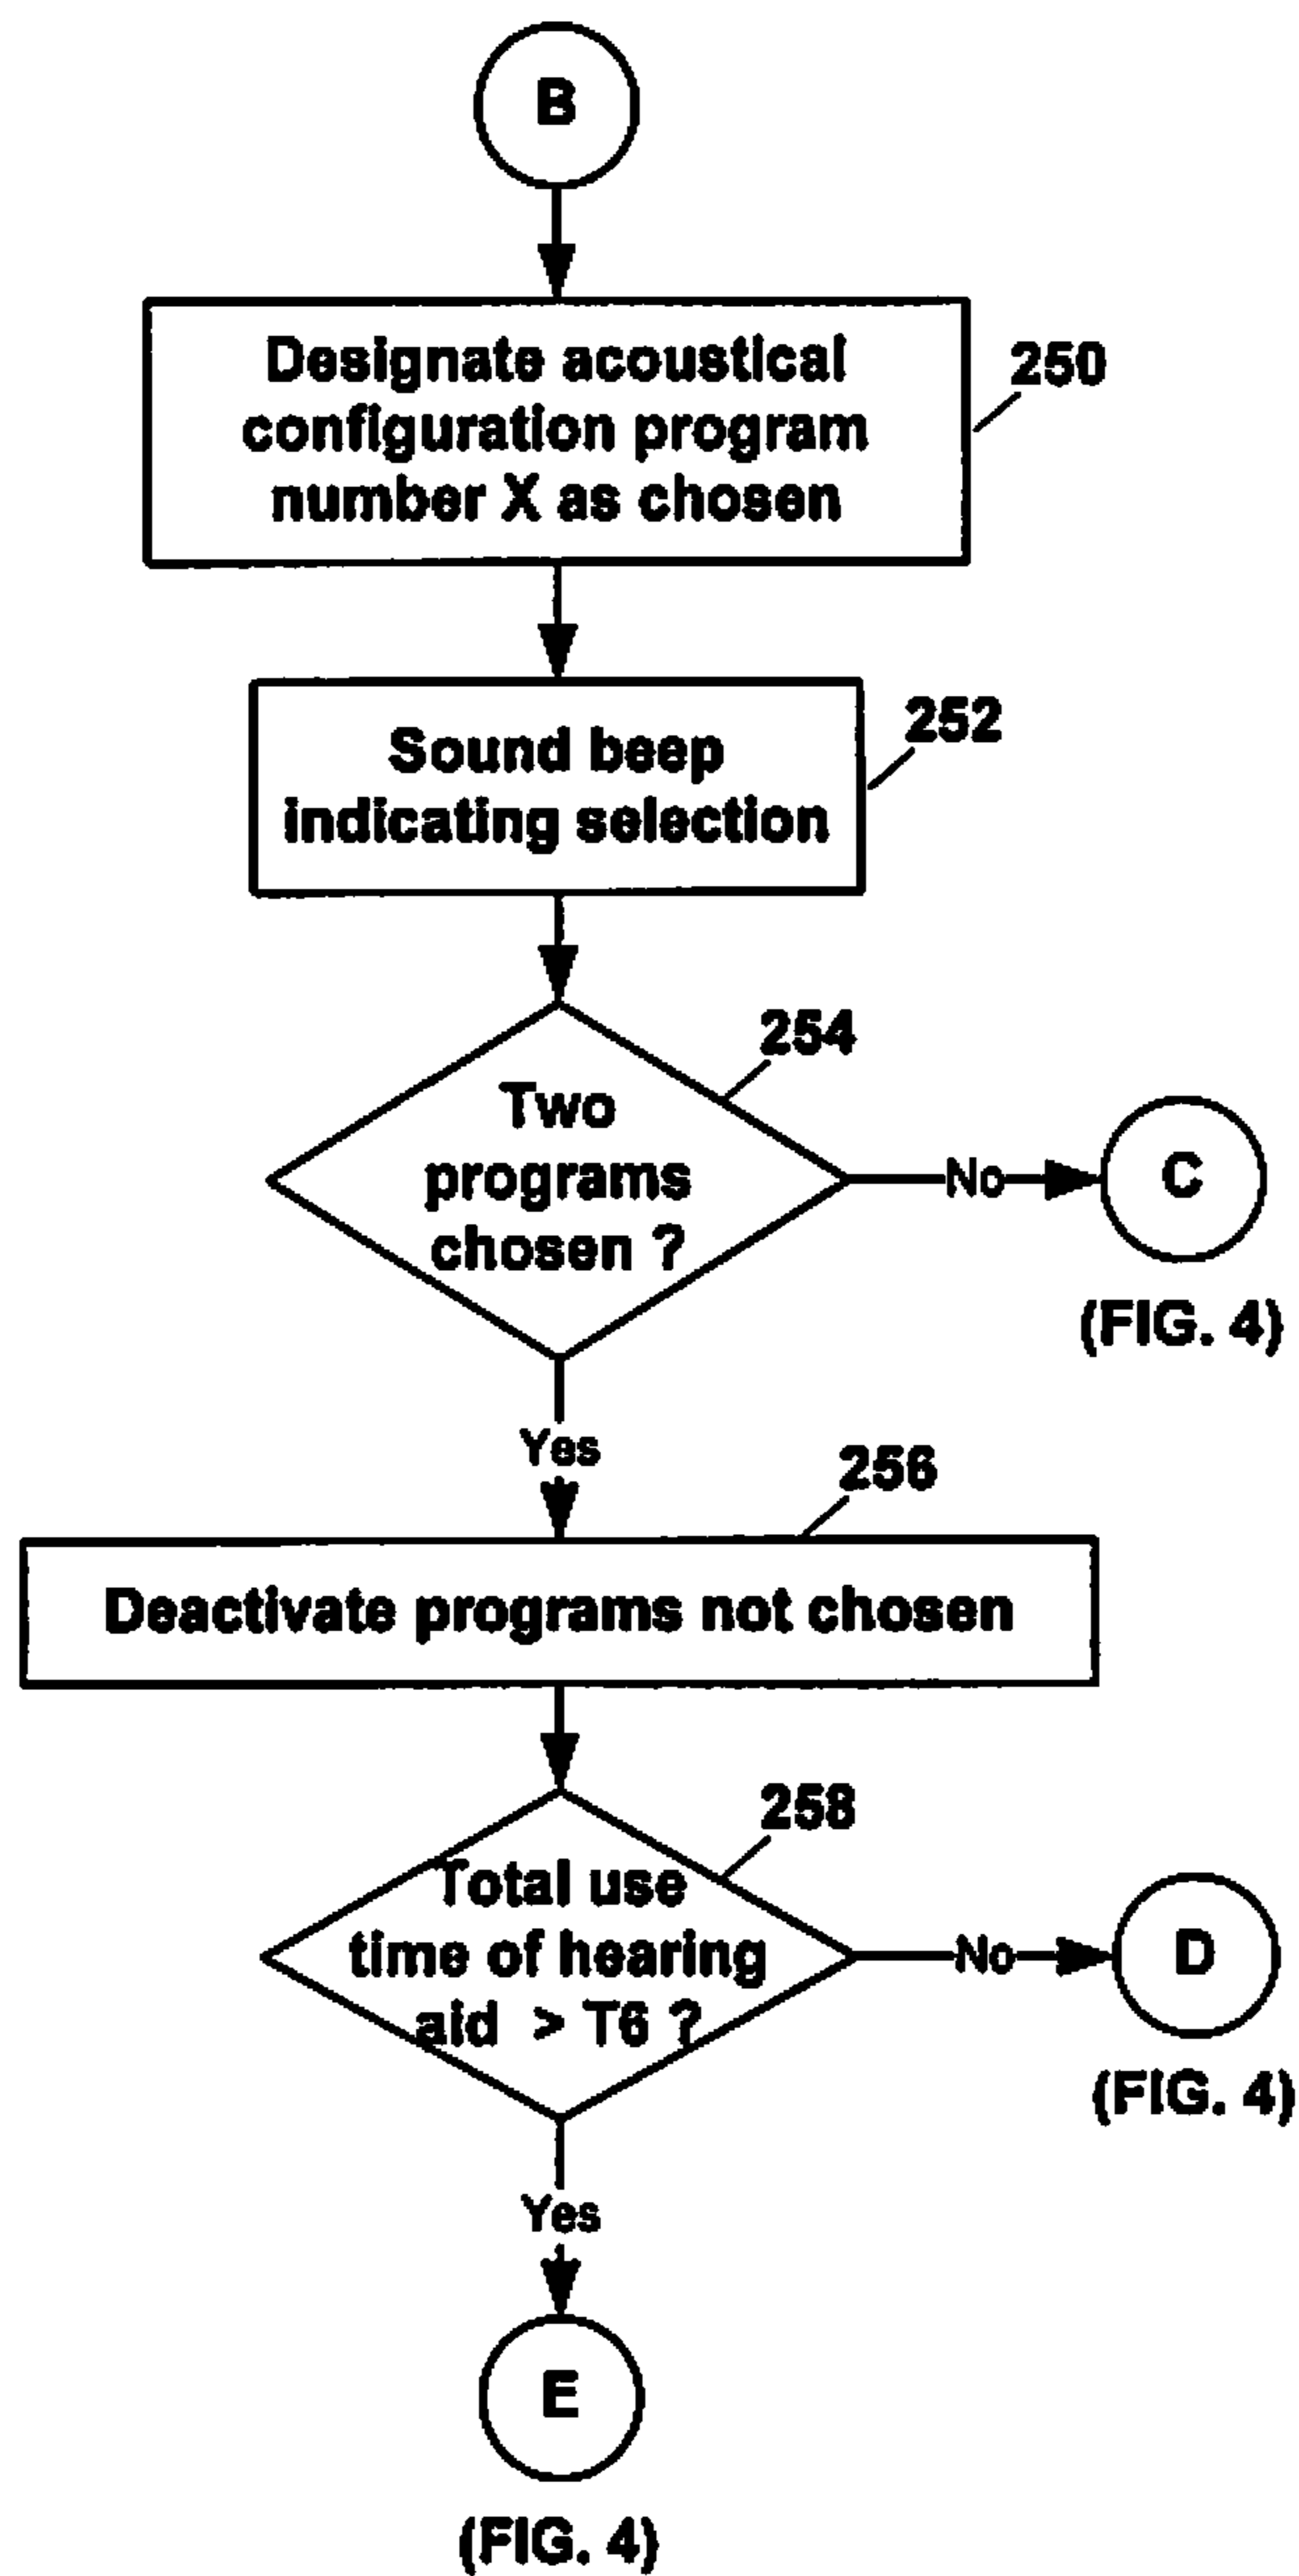 B
Designate acoustical
configuration program
number X as chosen
250
Sound beep
indicating selection
252
254
Two
programs
chosen ?
No
C
(FIG. 4)
Yes
256
Deactivate programs not chosen
258
Total use
time of hearing
aid > T6 ?
No
D
(FIG. 4)
Yes
E
(FIG. 4)